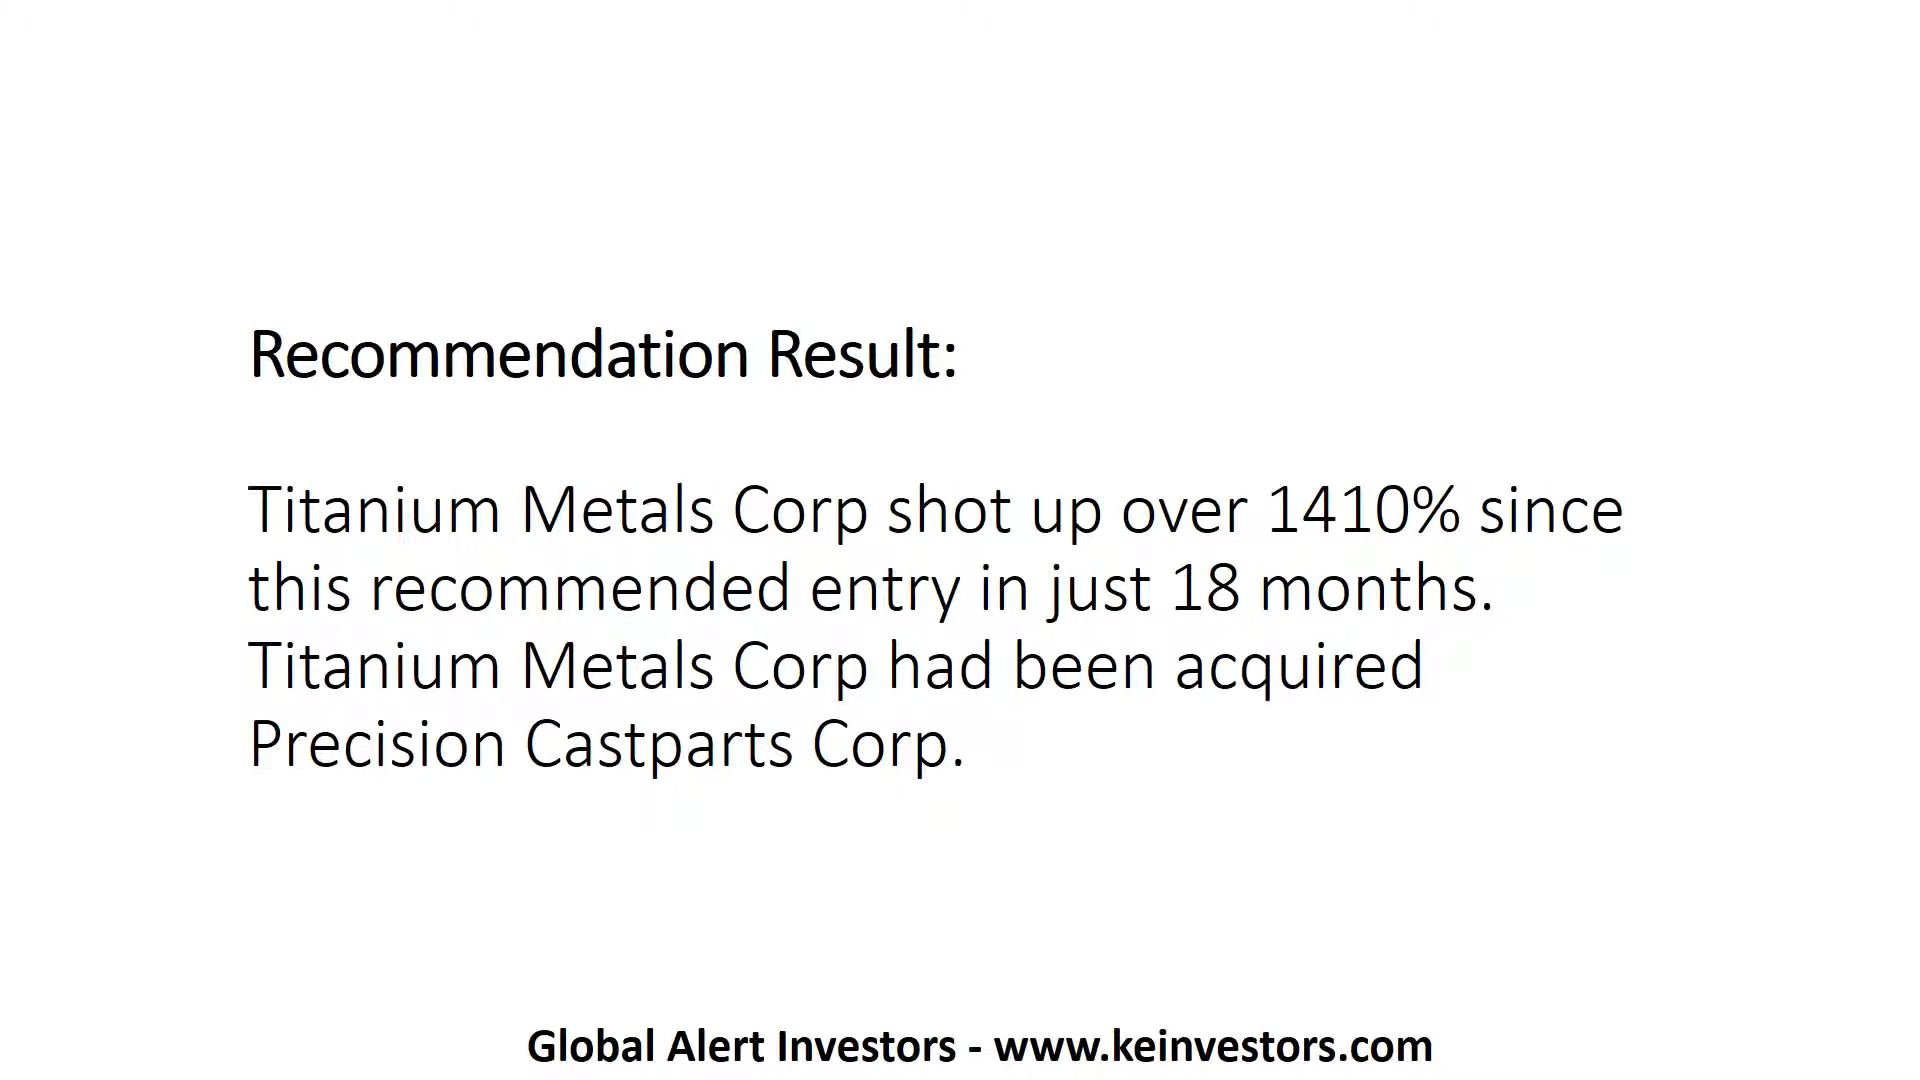 Recommendation Result:
Titanium Metals Corp shot up over 1410% since
this recommended entry in just 18 months.
Titanium Metals Corp had been acquired
Precision Castparts Corp.
Global Alert Investors - www.keinvestors.com